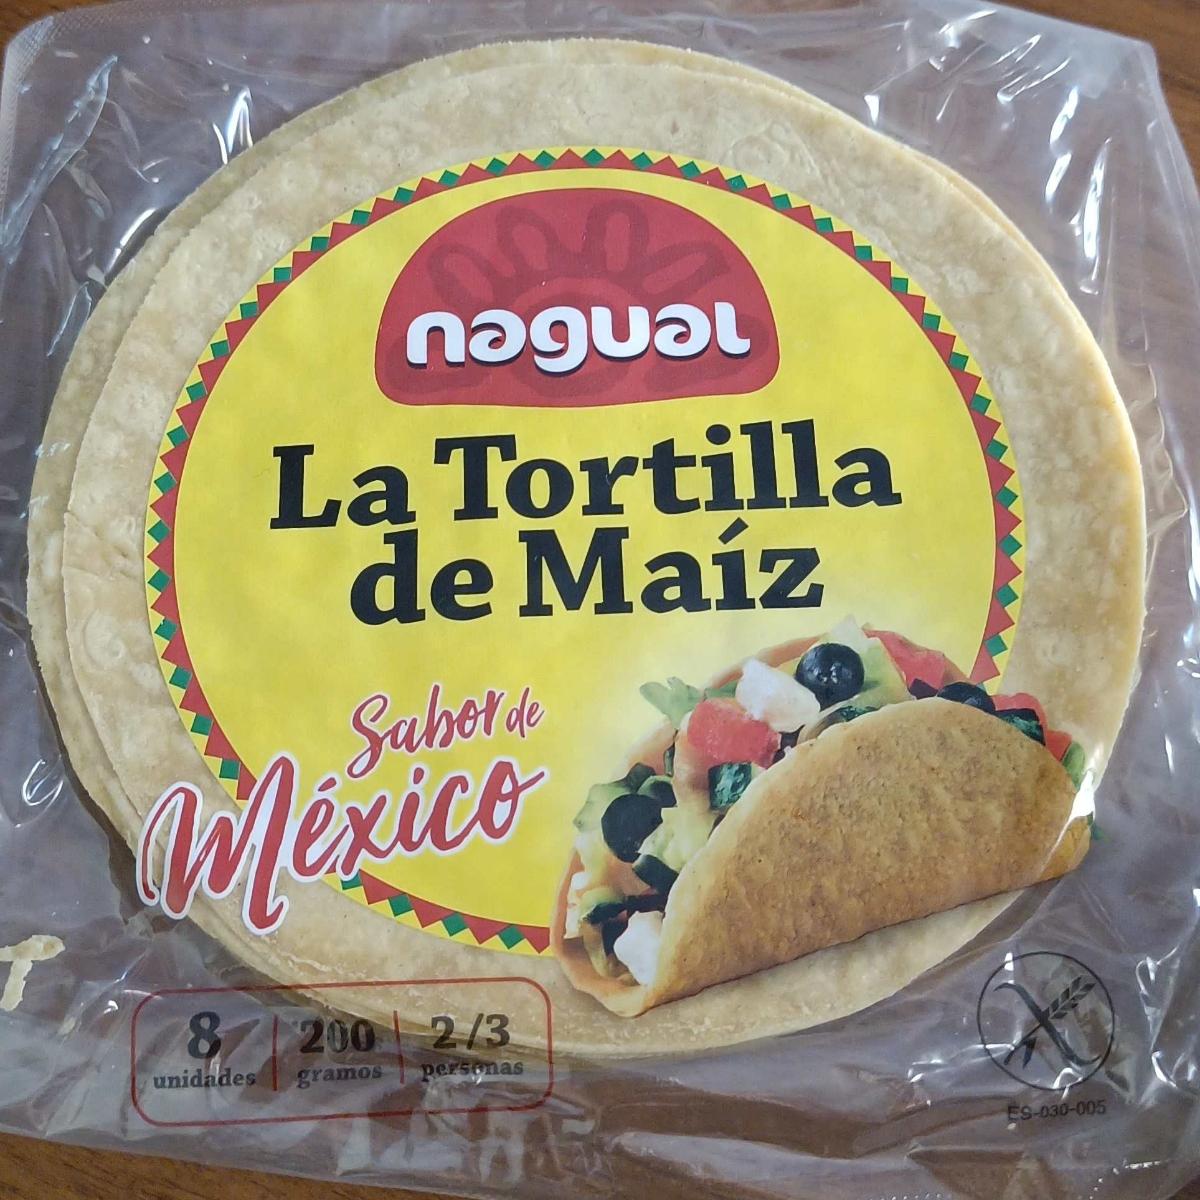 nagual
La Tortilla
de Maíz
Sabor de
México
8 unidades
200 gramos
2/3 personas
ES-030-005